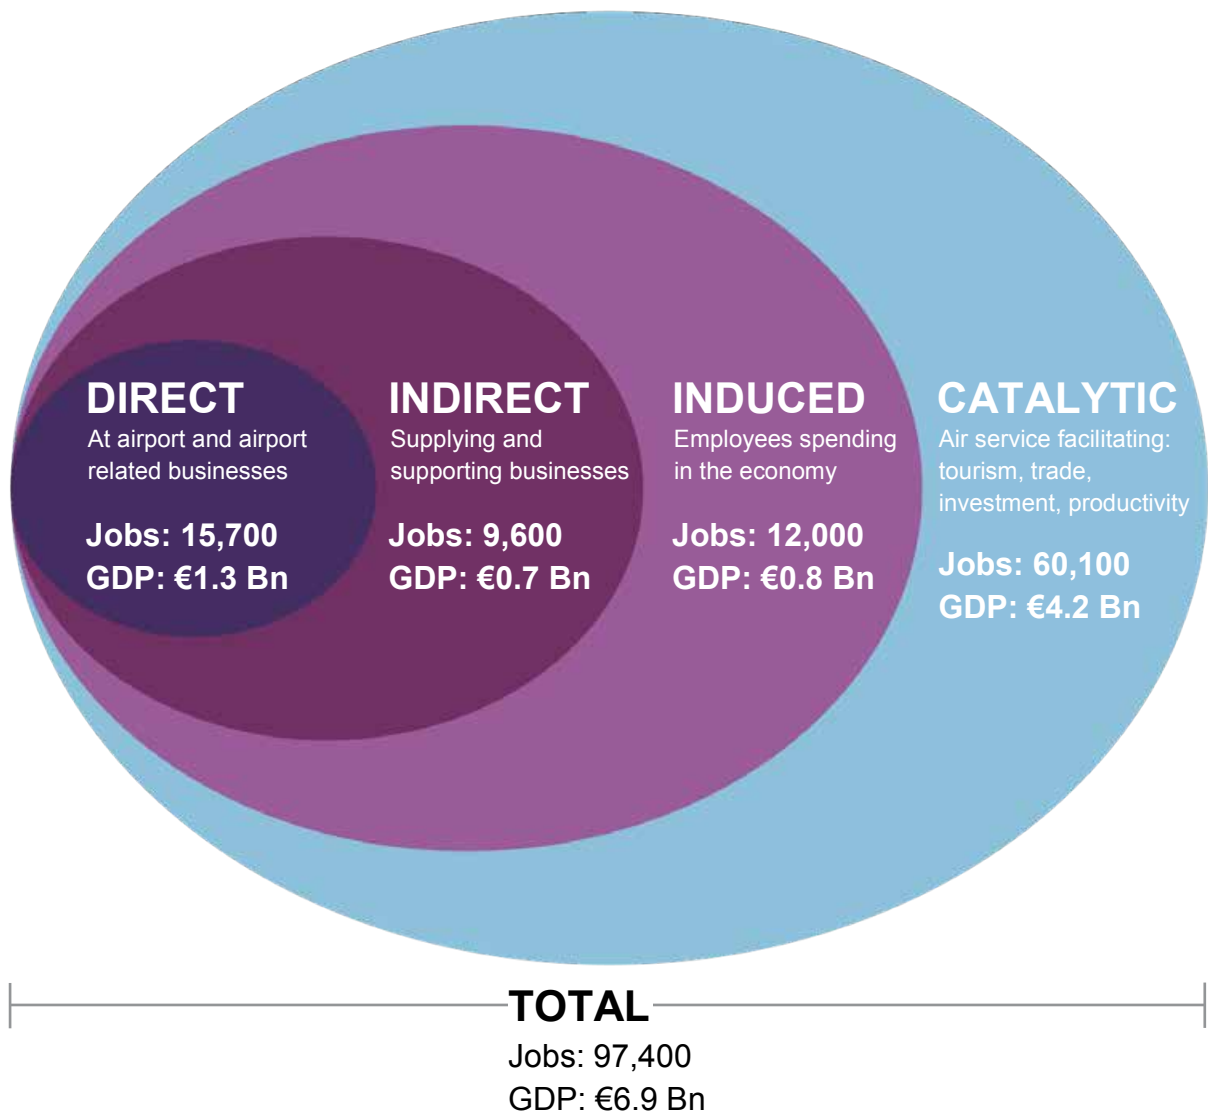 DIRECT
At airport and airport
related businesses
Jobs: 15,700
GDP: €1.3 Bn
INDIRECT
Supplying and
supporting businesses
Jobs: 9,600
GDP: €0.7 Bn
INDUCED
Employees spending
in the economy
Jobs: 12,000
GDP: €0.8 Bn
CATALYTIC
Air service facilitating:
tourism, trade,
investment, productivity
Jobs: 60,100
GDP: €4.2 Bn
TOTAL
Jobs: 97,400
GDP: €6.9 Bn